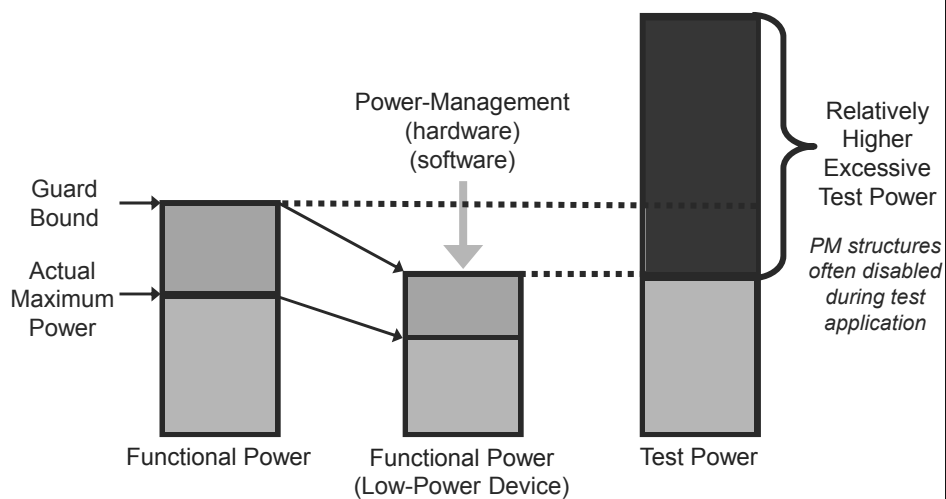 Power-Management
(hardware)
(software)
Guard
Bound
Actual
Maximum
Power
Relatively
Higher
Excessive
Test Power
PM structures
often disabled
during test
application
Functional Power
Functional Power
(Low-Power Device)
Test Power